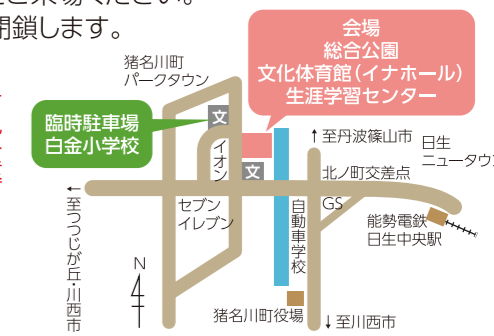 ご来場ください。
閉鎖します。
猪名川町
パークタウン
会場
総合公園
文化体育館(イナホール)
生涯学習センター
臨時駐車場
白金小学校
文
イオン
文
↑至丹波篠山市
日生
ニュータウン
北ノ町交差点
←至つつじが丘・川西市
セブン
イレブン
自動車学校
GS
能勢電鉄
日生中央駅
N
猪名川町役場
↓至川西市